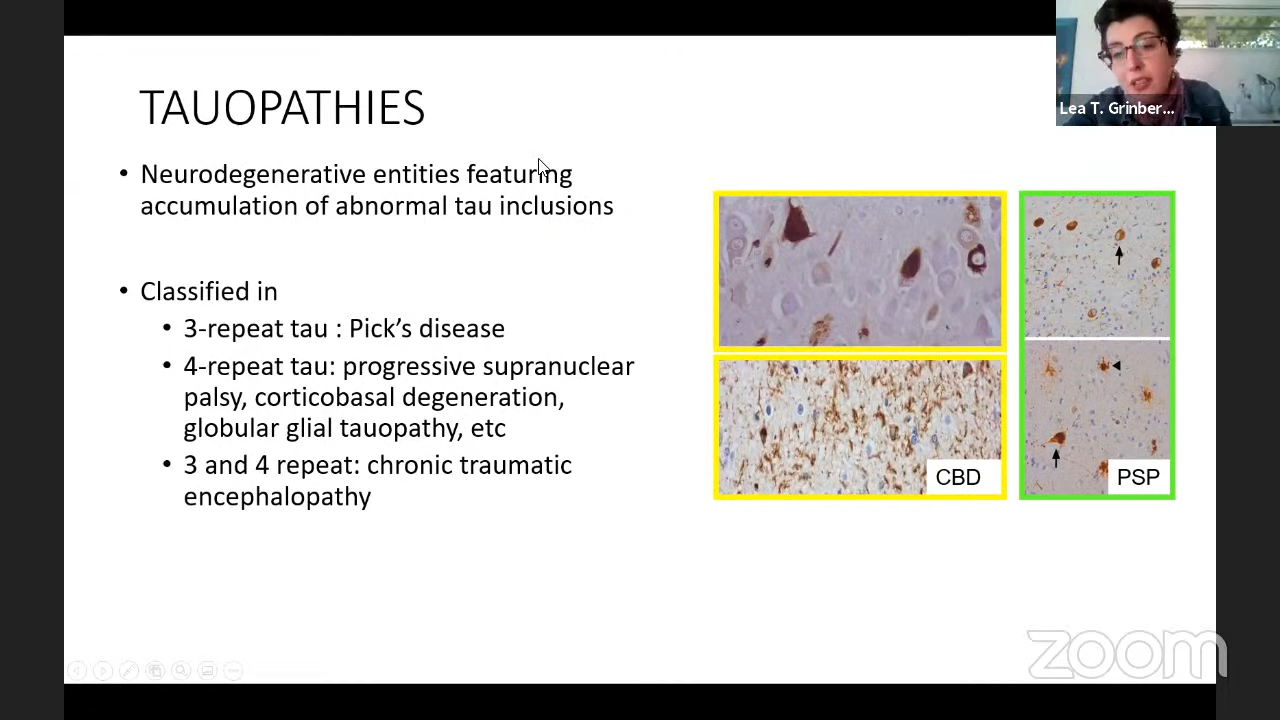 TAUOPATHIES
• Neurodegenerative entities featuring
accumulation of abnormal tau inclusions
• Classified in
• 3-repeat tau : Pick’s disease
• 4-repeat tau: progressive supranuclear
palsy, corticobasal degeneration,
globular glial tauopathy, etc
• 3 and 4 repeat: chronic traumatic
encephalopathy
CBD
PSP
Lea T. Grinber...
zoom